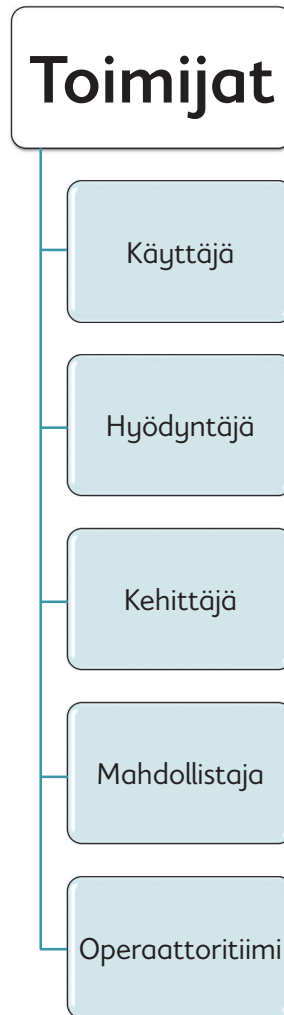 Toimijat
Käyttäjä
Hyödyntäjä
Kehittäjä
Mahdollistaja
Operaattoritiimi